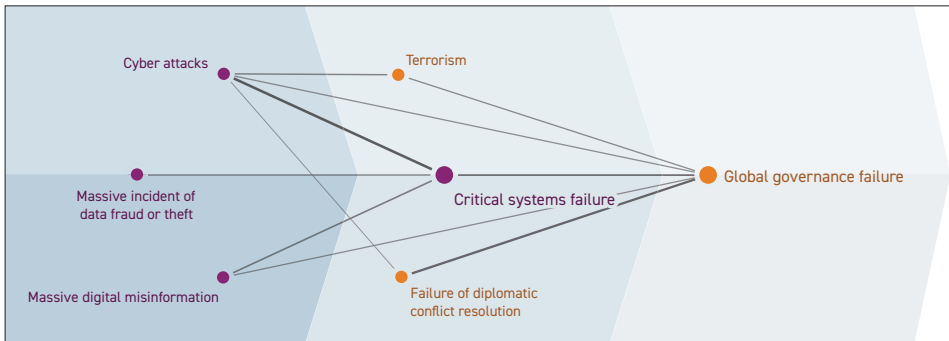 Cyber attacks
Terrorism
Massive incident of
data fraud or theft
Critical systems failure
Global governance failure
Massive digital misinformation
Failure of diplomatic
conflict resolution